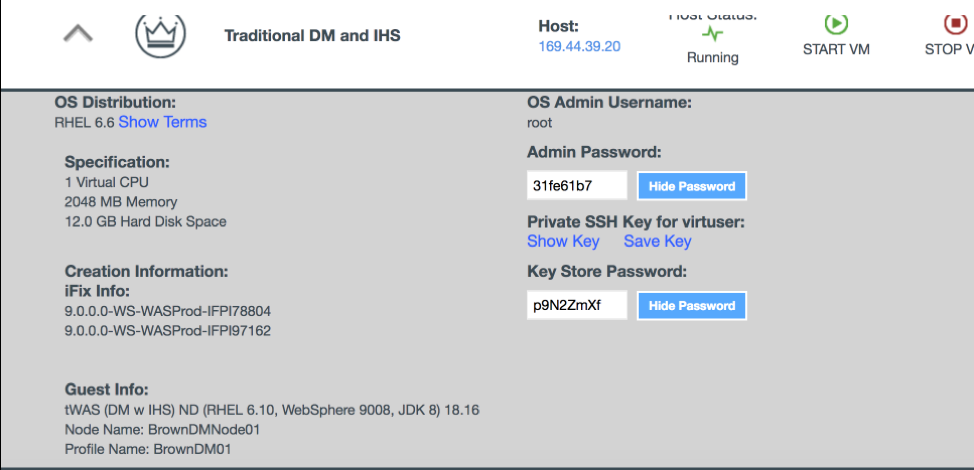 Host Status:
Host:
Traditional DM and IHS
169.44.39.20
Running
START VM
STOP V
OS Distribution:
RHEL 6.6 Show Terms
Specification:
1 Virtual CPU
2048 MB Memory
12.0 GB Hard Disk Space
Creation Information:
iFix Info:
9.0.0.0-WS-WASProd-IFPI78804
9.0.0.0-WS-WASProd-IFPI97162
Guest Info:
tWAS (DM w IHS) ND (RHEL 6.10, WebSphere 9008, JDK 8) 18.16
Node Name: BrownDMNode01
Profile Name: BrownDM01
OS Admin Username:
root
Admin Password:
31fe61b7 Hide Password
Private SSH Key for virtuser:
Show Key Save Key
Key Store Password:
p9N2ZmXf Hide Password